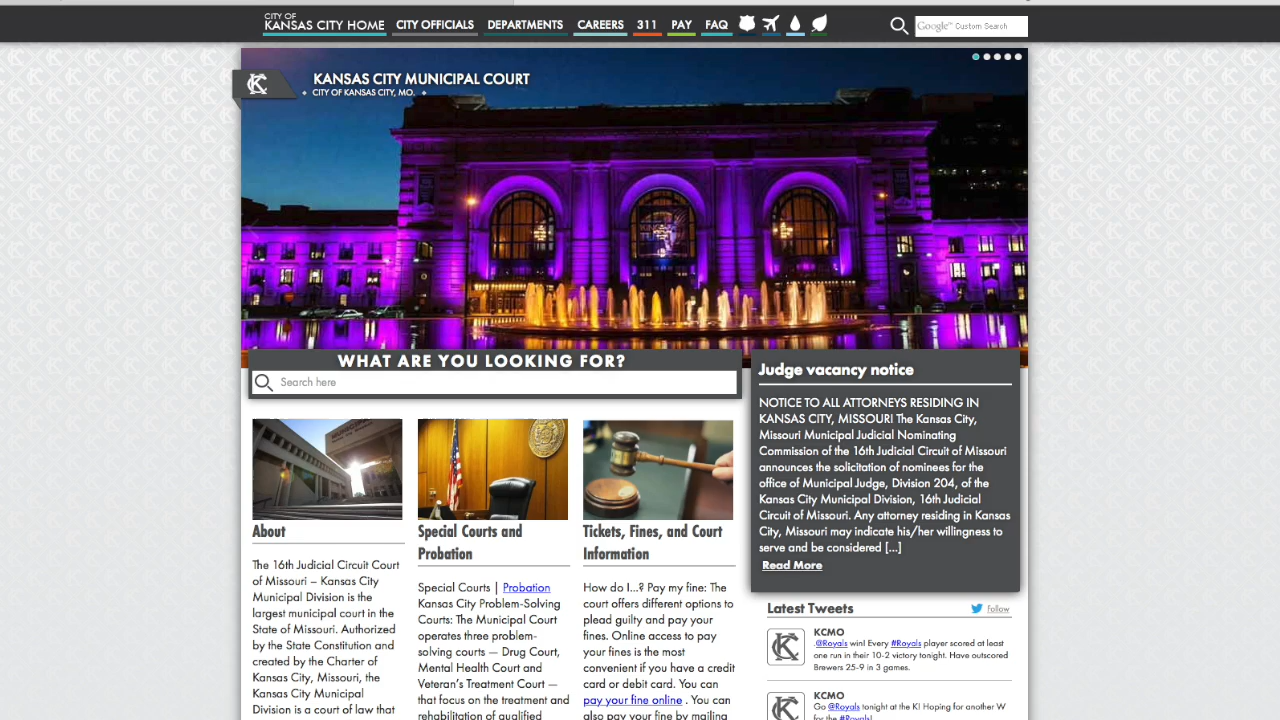 CITY OF
KANSAS CITY HOME
CITY OFFICIALS
DEPARTMENTS
CAREERS
311
PAY
FAQ
Google™ Custom Search
KC
KANSAS CITY MUNICIPAL COURT
CITY OF KANSAS CITY, MO.
WHAT ARE YOU LOOKING FOR?
Search here
MUNICIPAL
About
The 16th Judicial Circuit Court
of Missouri – Kansas City
Municipal Division is the
largest municipal court in the
State of Missouri. Authorized
by the State Constitution and
created by the Charter of
Kansas City, Missouri, the
Kansas City Municipal
Division is a court of law that
Special Courts and
Probation
Special Courts | Probation
Kansas City Problem-Solving
Courts: The Municipal Court
operates three problem-
solving courts — Drug Court,
Mental Health Court and
Veteran's Treatment Court —
that focus on the treatment and
rehabilitation of qualified
Tickets, Fines, and Court
Information
How do I...? Pay my fine: The
court offers different options to
plead guilty and pay your
fines. Online access to pay
your fines is the most
convenient if you have a credit
card or debit card. You can
pay your fine online . You can
also pay your fine by mailing
Judge vacancy notice
NOTICE TO ALL ATTORNEYS RESIDING IN
KANSAS CITY, MISSOURI The Kansas City,
Missouri Municipal Judicial Nominating
Commission of the 16th Judicial Circuit of Missouri
announces the solicitation of nominees for the
office of Municipal Judge, Division 204, of the
Kansas City Municipal Division, 16th Judicial
Circuit of Missouri. Any attorney residing in Kansas
City, Missouri may indicate his/her willingness to
serve and be considered [...]
Read More
Latest Tweets
Follow
KC
KCMO
.@Royals win! Every #Royals player scored at least
one run in their 10-2 victory tonight. Have outscored
Brewers 25-9 in 3 games.
KC
KCMO
Go @Royals tonight at the K! Hoping for another W
for the #Royals!